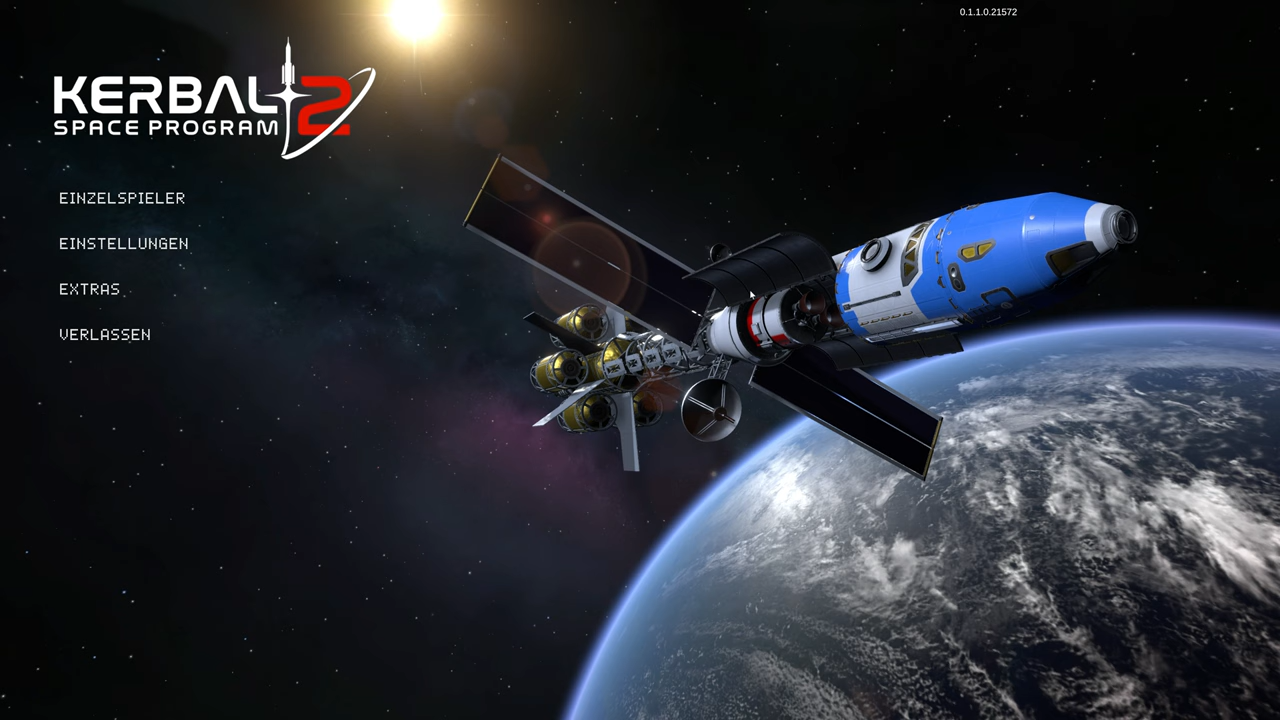 0.1.1.0.21572
KERBAL 2
SPACE PROGRAM
EINZELSPIELER
EINSTELLUNGEN
EXTRAS
VERLASSEN